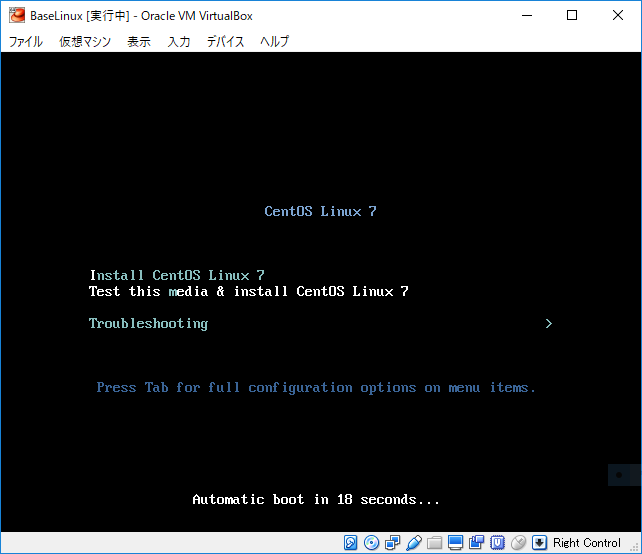 BaseLinux [実行中] - Oracle VM VirtualBox
ファイル 仮想マシン 表示 入力 デバイス ヘルプ
CentOS Linux 7
Install CentOS Linux 7
Test this media & install CentOS Linux 7
Troubleshooting >
Press Tab for full configuration options on menu items.
Automatic boot in 18 seconds...
Right Control